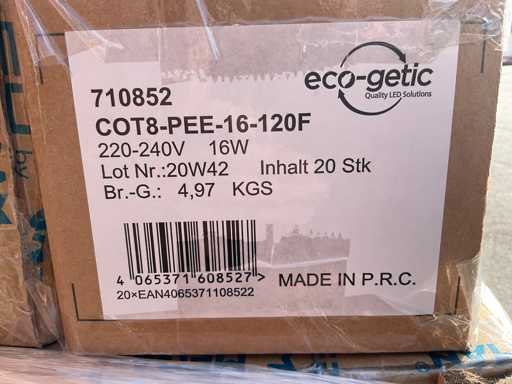 eco-getic
Quality LED Solutions
710852
COT8-PEE-16-120F
220-240V 16W
Lot Nr.:20W42 Inhalt 20 Stk
Br.-G.: 4,97 KGS
4 065371 608527>
20×EAN4065371108522
MADE IN P.R.C.